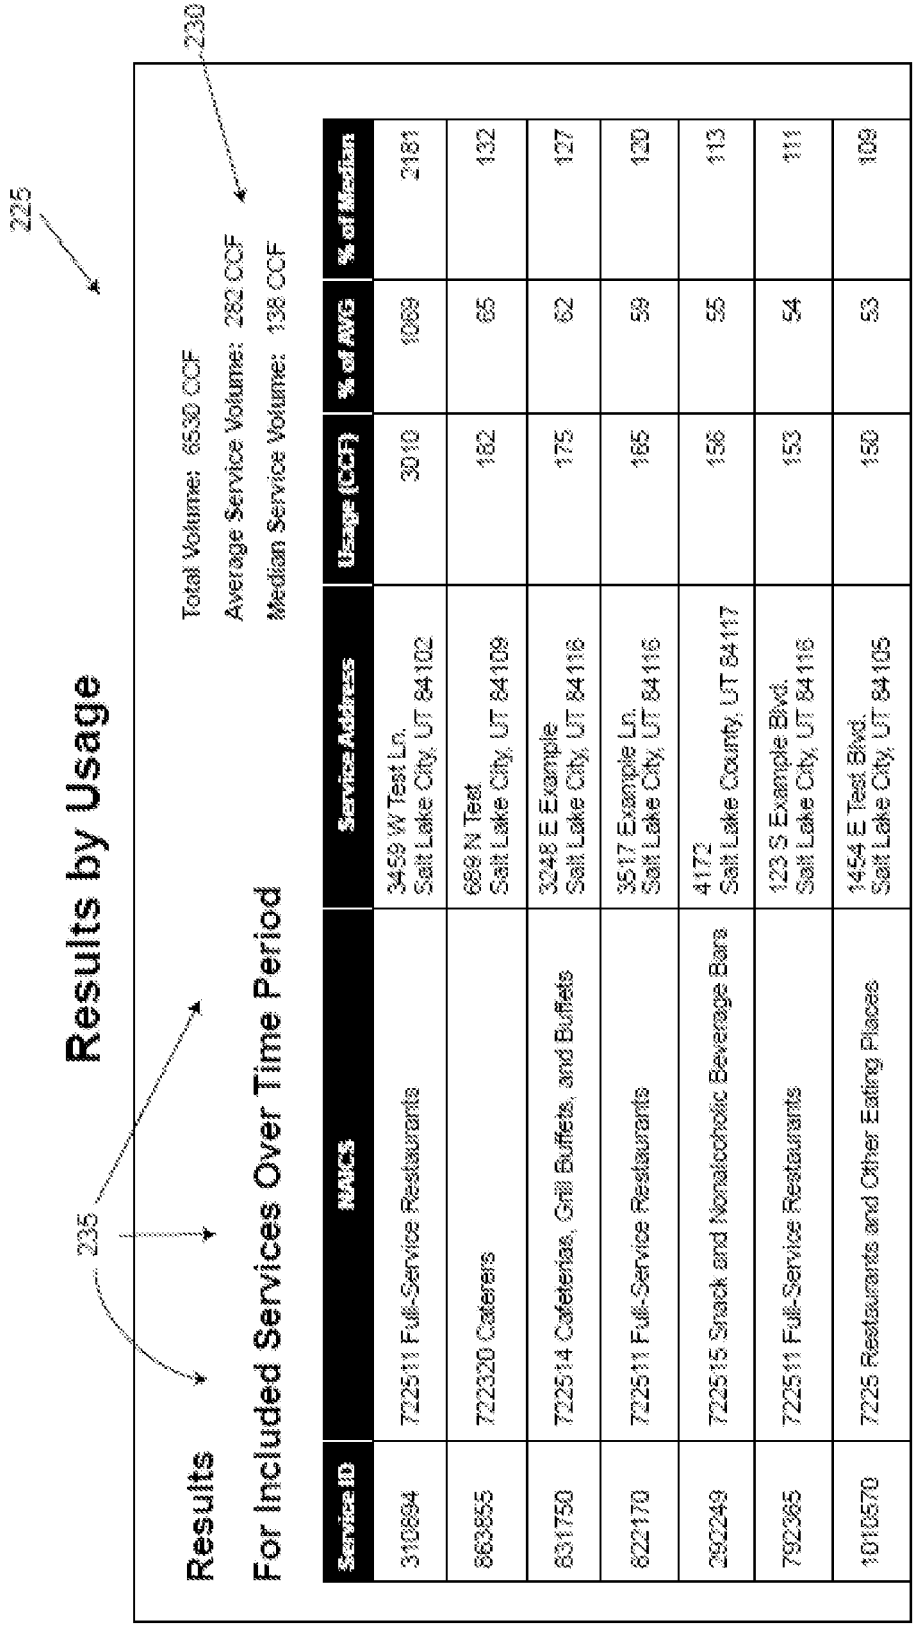 225
Results by Usage
230
235
Results
Total Volume: 6530 CCF
Average Service Volume: 282 CCF
For Included Services Over Time Period
Median Service Volume: 138 CCF
Service ID NAICS Service Address Usage (CCF) % of AVG % of Median
310894 722511 Full-Service Restaurants 3459 W Test Ln. 3010 1069 2181
Salt Lake City, UT 84102
863855 722320 Caterers 689 N Test 182 65 132
Salt Lake City, UT 84109
831750 722514 Cafeterias, Grill Buffets, and Buffets 3248 E Example 175 62 127
Salt Lake City, UT 84116
822170 722511 Full-Service Restaurants 3517 Example Ln. 165 59 120
Salt Lake City, UT 84116
292249 722515 Snack and Nonalcoholic Beverage Bars 4172 156 55 113
Salt Lake County, UT 84117
792365 722511 Full-Service Restaurants 123 S Example Blvd. 153 54 111
Salt Lake City, UT 84116
1010570 7225 Restaurants and Other Eating Places 1454 E Test Blvd. 150 53 109
Salt Lake City, UT 84105